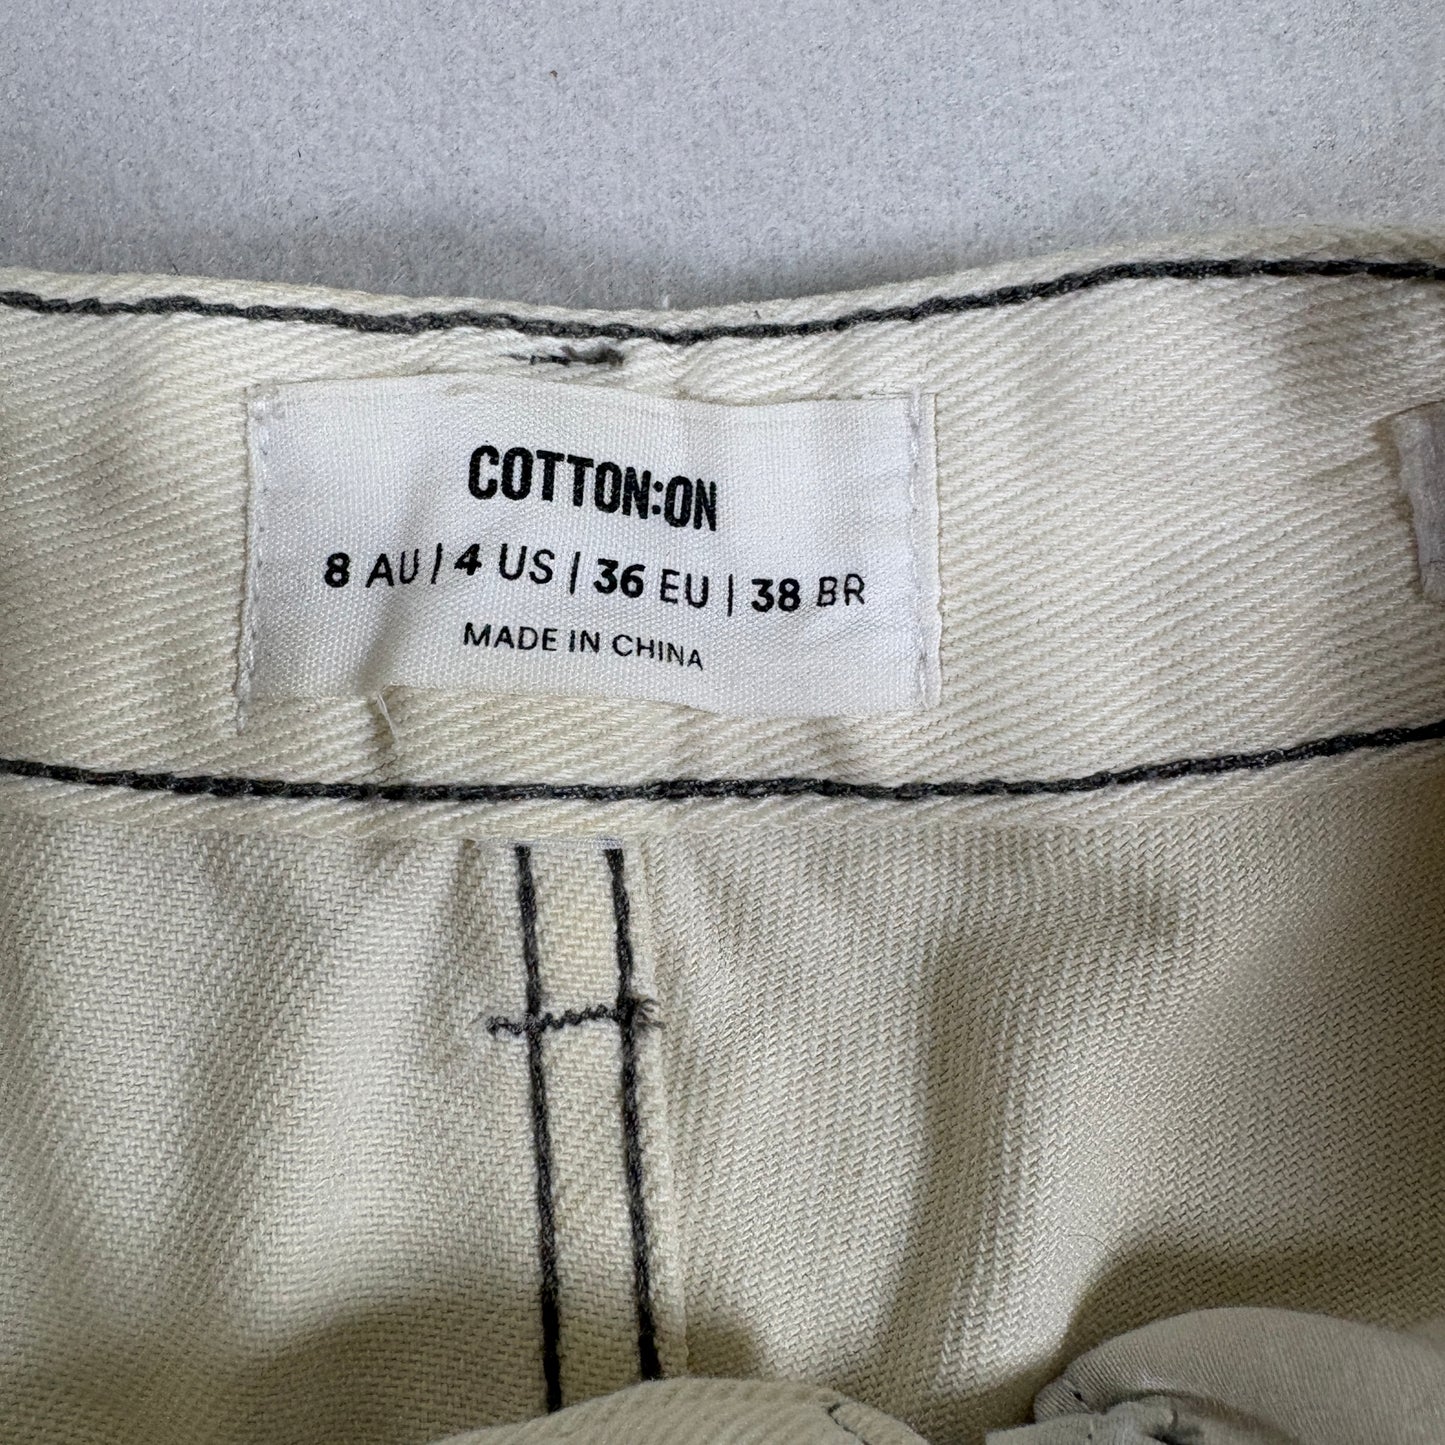 COTTON:ON
8 AU | 4 US | 36 EU | 38 BR
MADE IN CHINA